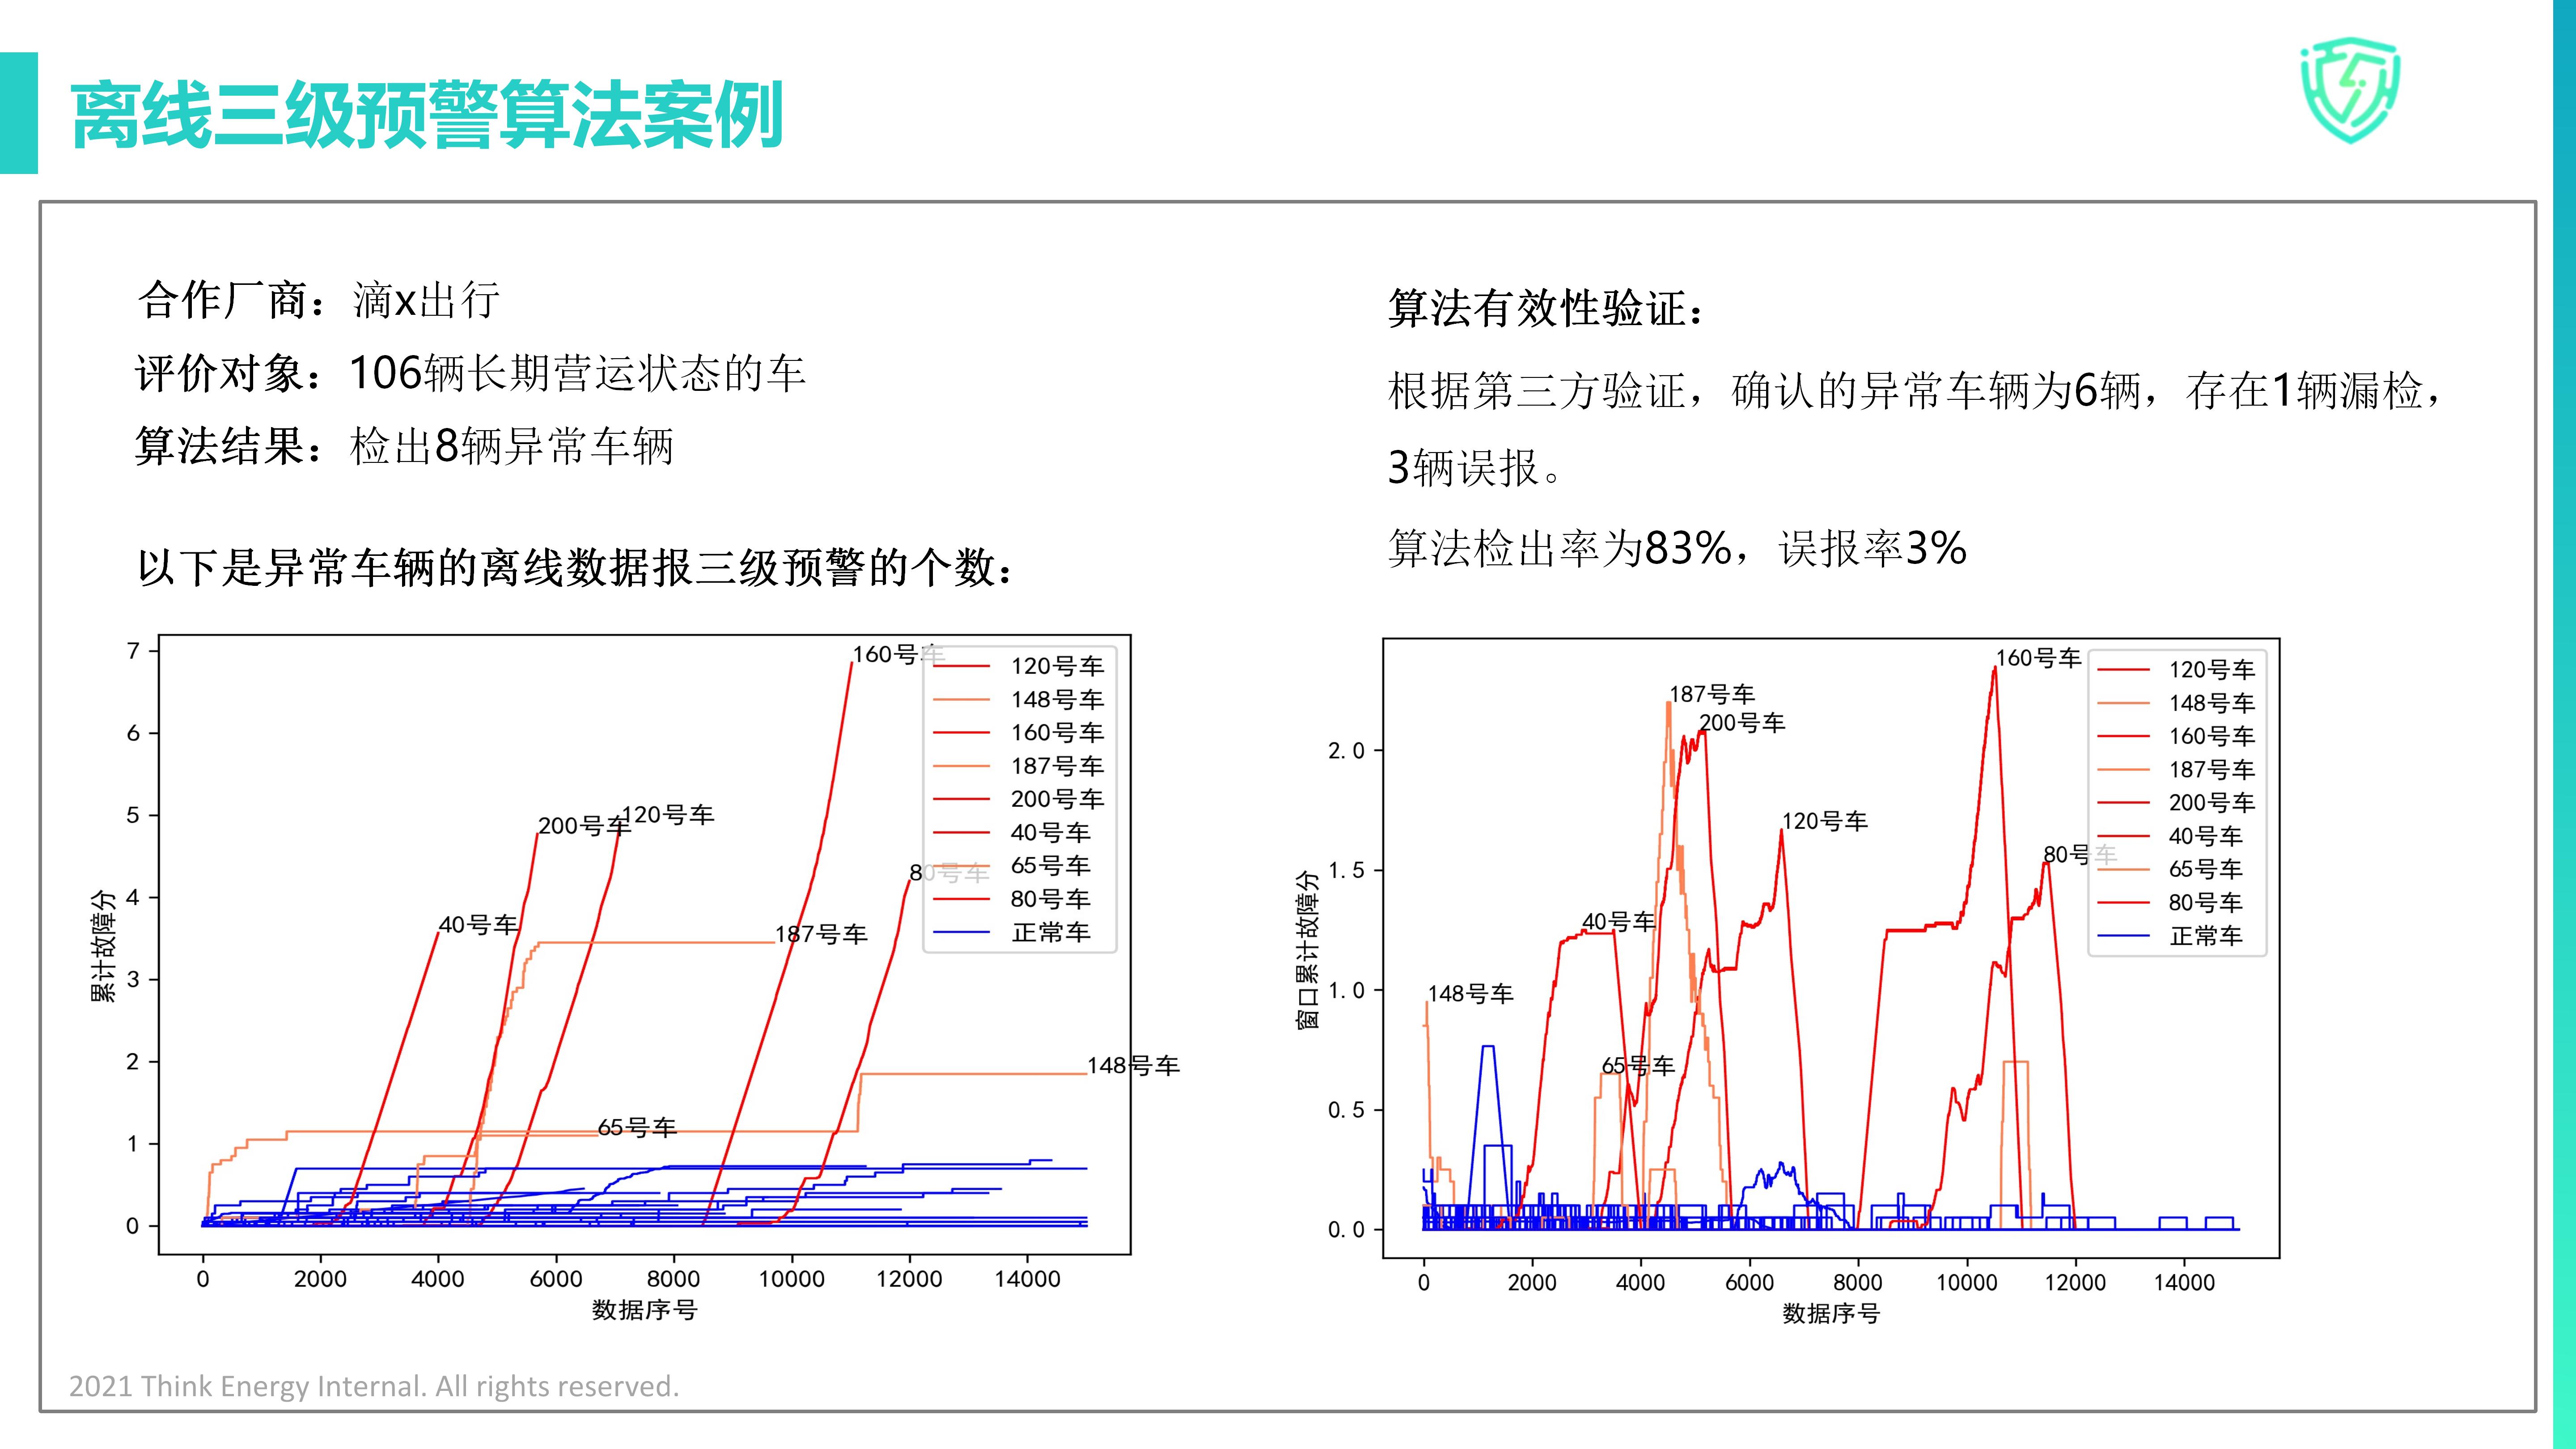 离线三级预警算法案例
合作厂商：滴x出行
评价对象：106辆长期营运状态的车
算法结果：检出8辆异常车辆
以下是异常车辆的离线数据报三级预警的个数：
算法有效性验证：
根据第三方验证，确认的异常车辆为6辆，存在1辆漏检，
3辆误报。
算法检出率为83%，误报率3%
7
6
5
4
3
2
1
0
累计故障分
0 2000 4000 6000 8000 10000 12000 14000
数据序号
160号车
200号车
120号车
80号车
40号车
187号车
148号车
65号车
120号车
148号车
160号车
187号车
200号车
40号车
65号车
80号车
正常车
2.0
1.5
1.0
0.5
0.0
窗口累计故障分
0 2000 4000 6000 8000 10000 12000 14000
数据序号
160号车
187号车
200号车
120号车
80号车
40号车
148号车
65号车
120号车
148号车
160号车
187号车
200号车
40号车
65号车
80号车
正常车
2021 Think Energy Internal. All rights reserved.